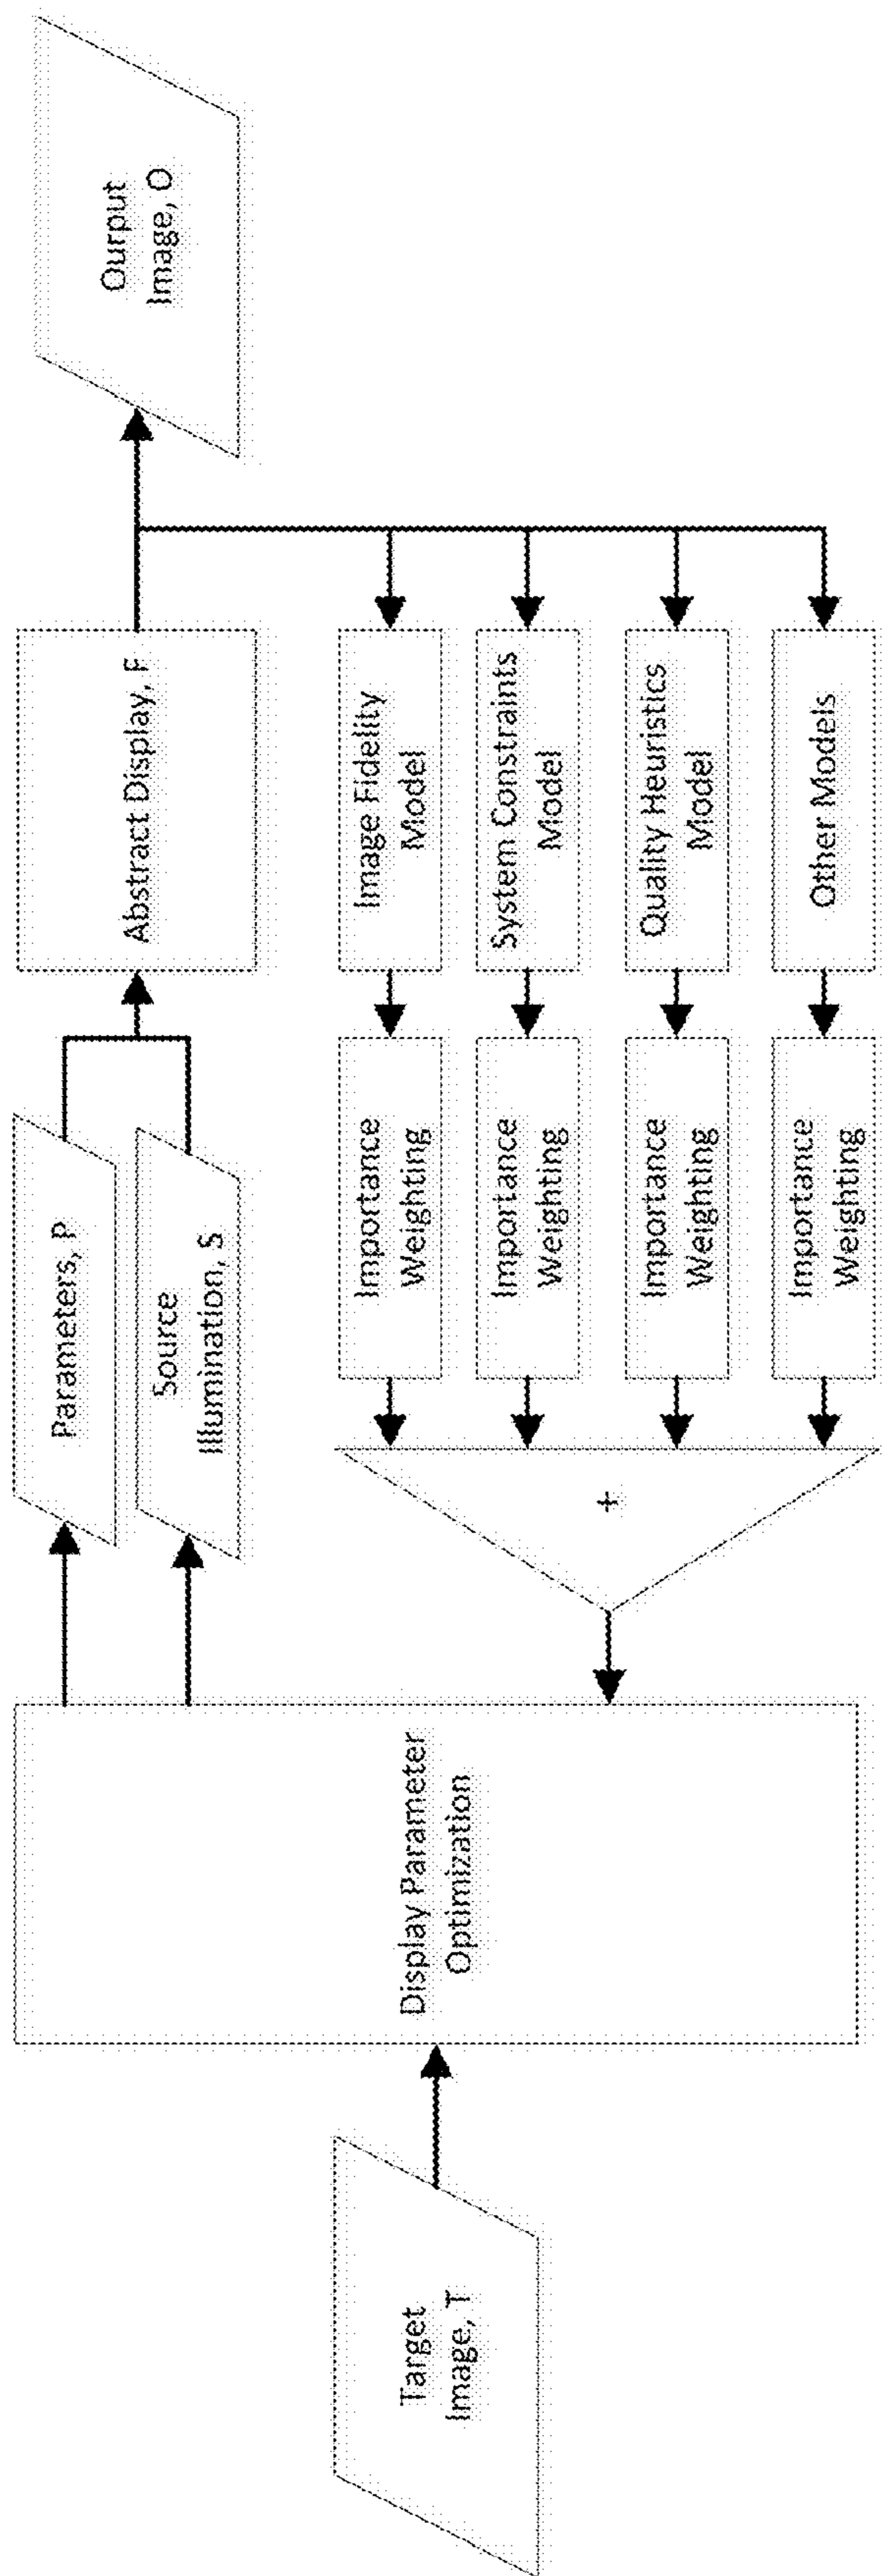 Target
Image, T
Display Parameter
Optimization
Parameters, P
Source
Illumination, S
Abstract Display, F
Ourput
Image, O
Image Fidelity
Model
System Constraints
Model
Quality Heuristics
Model
Other Models
Importance
Weighting
Importance
Weighting
Importance
Weighting
Importance
Weighting
+